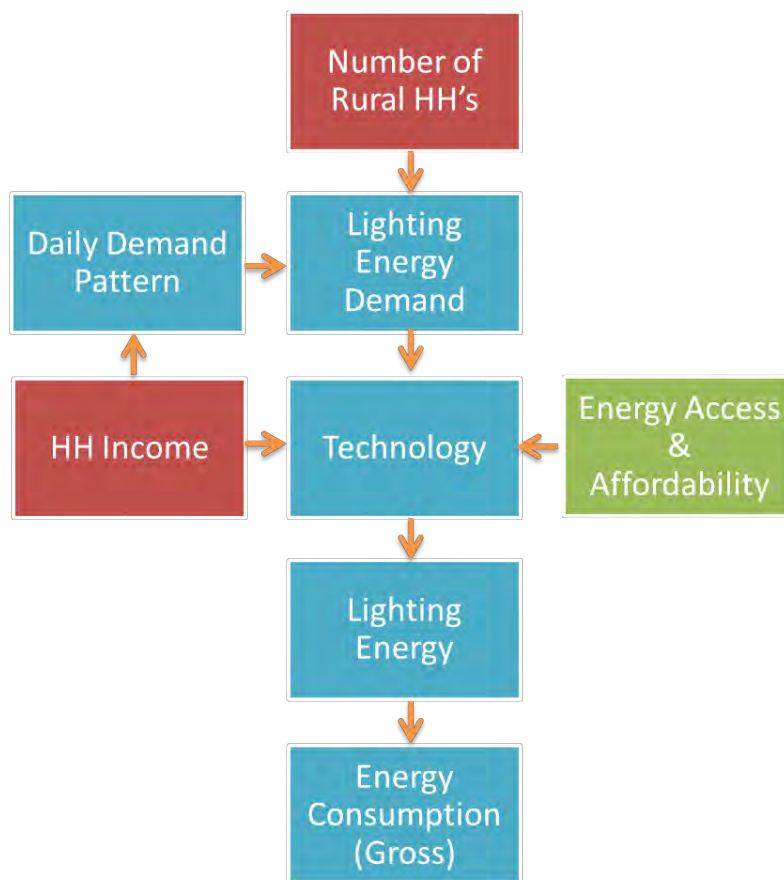 Number of
Rural HH’s
Daily Demand
Pattern
Lighting
Energy
Demand
HH Income
Technology
Energy Access
&
Affordability
Lighting
Energy
Energy
Consumption
(Gross)